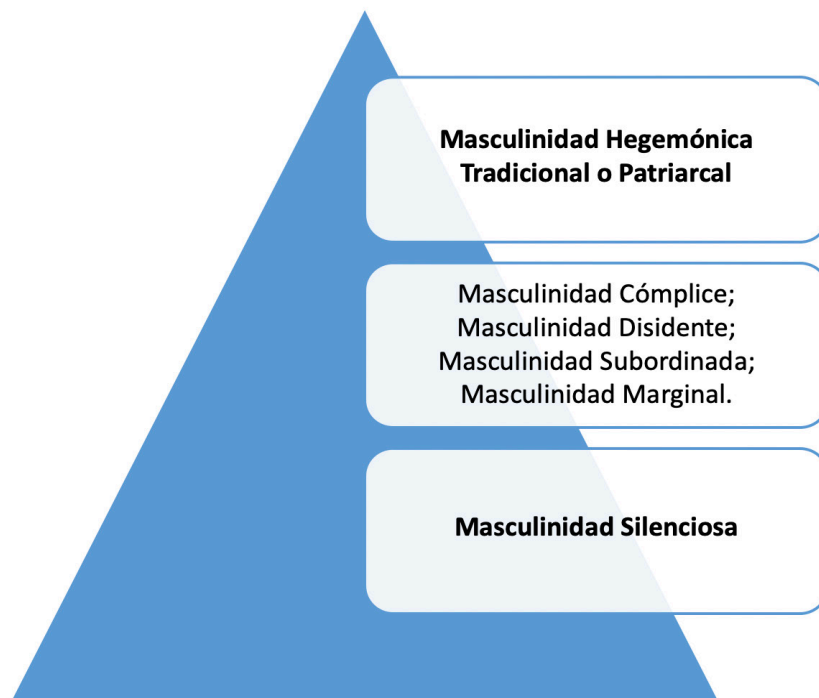 Masculinidad Hegemónica
Tradicional o Patriarcal
Masculinidad Cómplice;
Masculinidad Disidente;
Masculinidad Subordinada;
Masculinidad Marginal.
Masculinidad Silenciosa